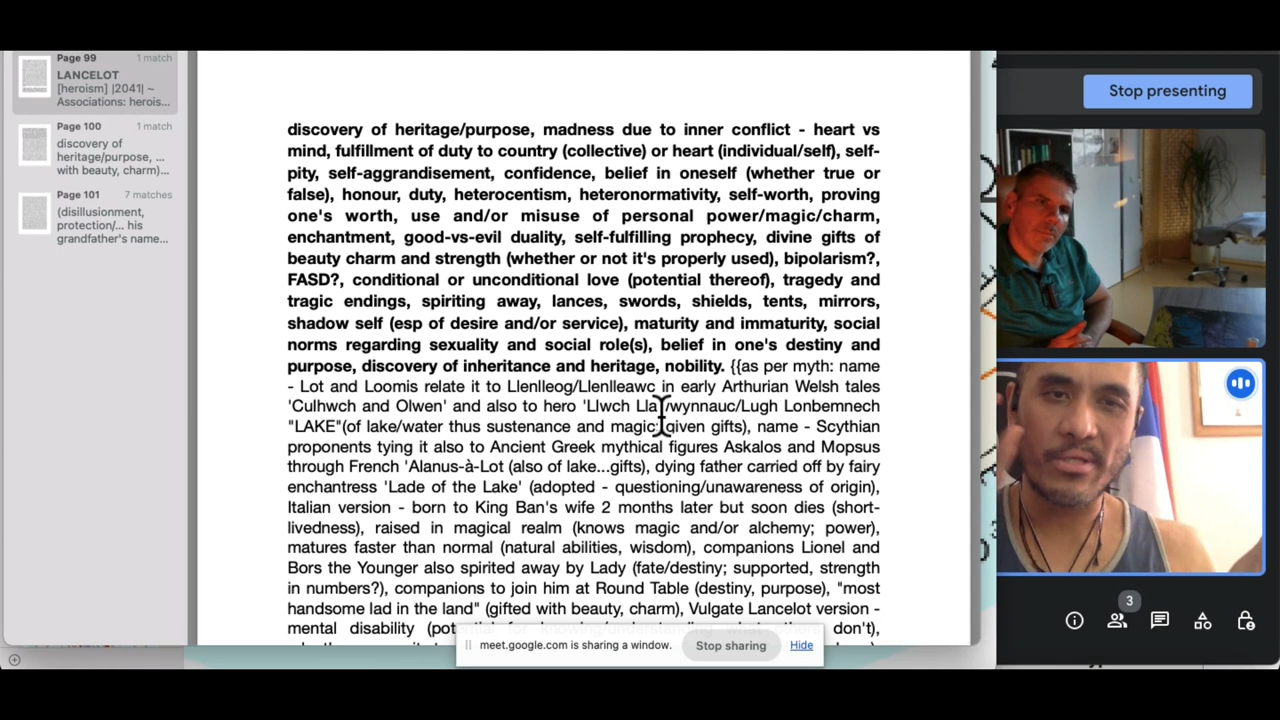 Page 99 1 match
LANCELOT
[heroism] |2041| ~
Associations: herois...
Page 100 1 match
discovery of
heritage/purpose, ...
with beauty, charm)...
Page 101 7 matches
(disillusionment,
protection/... his
grandfather's name...
discovery of heritage/purpose, madness due to inner conflict - heart vs
mind, fulfillment of duty to country (collective) or heart (individual/self), self-
pity, self-aggrandisement, confidence, belief in oneself (whether true or
false), honour, duty, heterocentism, heteronormativity, self-worth, proving
one's worth, use and/or misuse of personal power/magic/charm,
enchantment, good-vs-evil duality, self-fulfilling prophecy, divine gifts of
beauty charm and strength (whether or not it's properly used), bipolarism?,
FASD?, conditional or unconditional love (potential thereof), tragedy and
tragic endings, spiriting away, lances, swords, shields, tents, mirrors,
shadow self (esp of desire and/or service), maturity and immaturity, social
norms regarding sexuality and social role(s), belief in one's destiny and
purpose, discovery of inheritance and heritage, nobility. {{as per myth: name
- Lot and Loomis relate it to Llenlleog/Llenlleawc in early Arthurian Welsh tales
'Culhwch and Olwen' and also to hero 'Llwch /wynnauc/Lugh Lonbemnech
"LAKE"(of lake/water thus sustenance and magic given gifts), name - Scythian
proponents tying it also to Ancient Greek mythical figures Askalos and Mopsus
through French 'Alanus-à-Lot (also of lake...gifts), dying father carried off by fairy
enchantress 'Lade of the Lake' (adopted - questioning/unawareness of origin),
Italian version - born to King Ban's wife 2 months later but soon dies (short-
livedness), raised in magical realm (knows magic and/or alchemy; power),
matures faster than normal (natural abilities, wisdom), companions Lionel and
Bors the Younger also spirited away by Lady (fate/destiny; supported, strength
in numbers?), companions to join him at Round Table (destiny, purpose), "most
handsome lad in the land" (gifted with beauty, charm), Vulgate Lancelot version -
mental disability (potential for knowing/understanding what others don't),
meet.google.com is sharing a window. Stop sharing Hide
Stop presenting
3